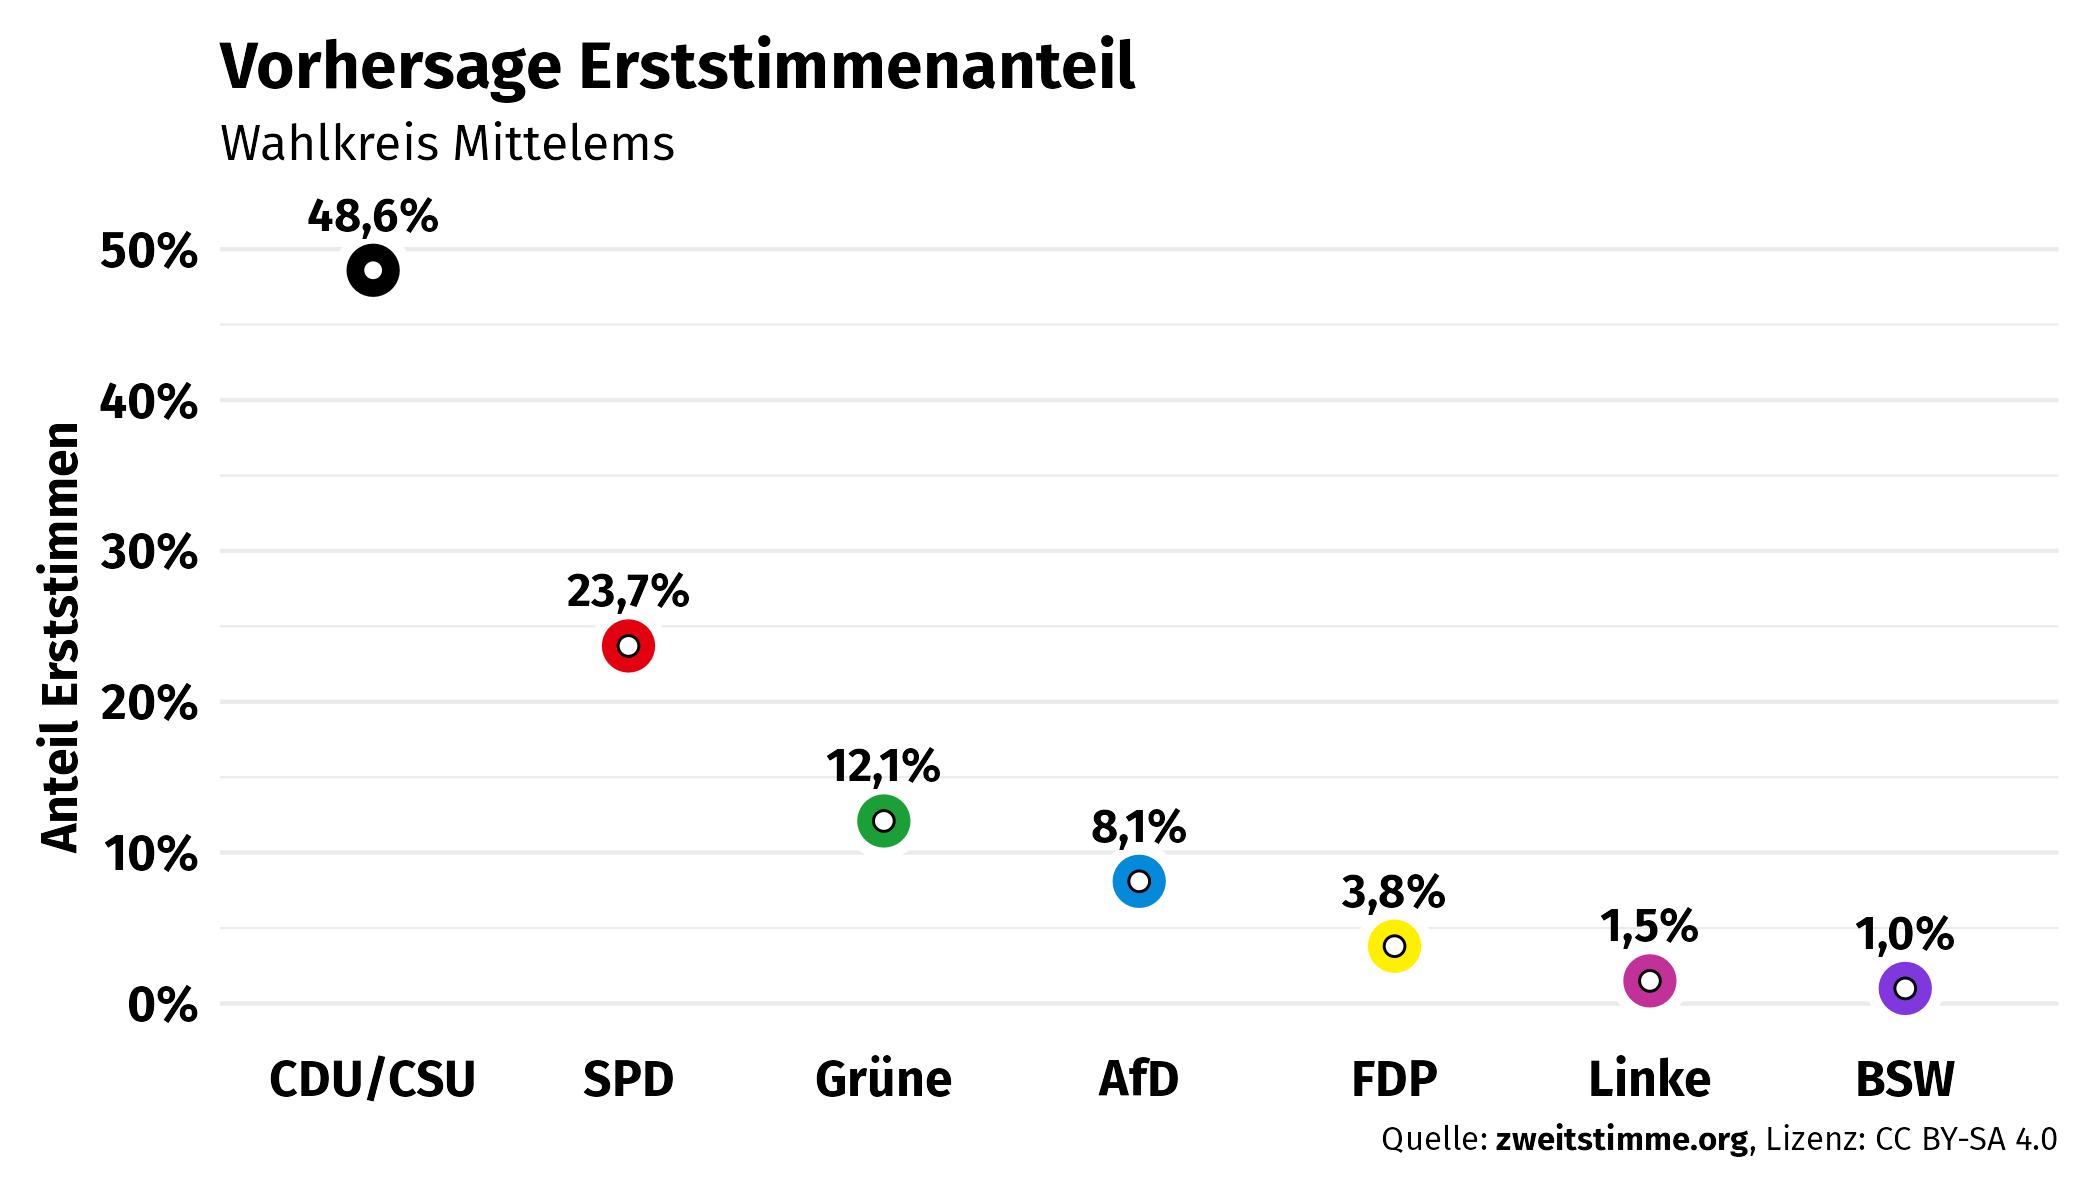 Vorhersage Erststimmenanteil
Wahlkreis Mittelems
Anteil Erststimmen
50%
40%
30%
20%
10%
0%
48,6%
23,7%
12,1%
8,1%
3,8%
1,5%
1,0%
CDU/CSU SPD Grüne AfD FDP Linke BSW
Quelle: zweitstimme.org, Lizenz: CC BY-SA 4.0